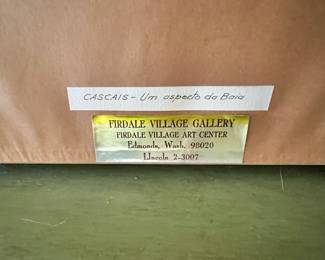 CASCAIS - Um aspecto da Baia
FIRDALE VILLAGE GALLERY
FIRDALE VILLAGE ART CENTER
Edmonds, Wash. 98020
LIncoln 2-3007